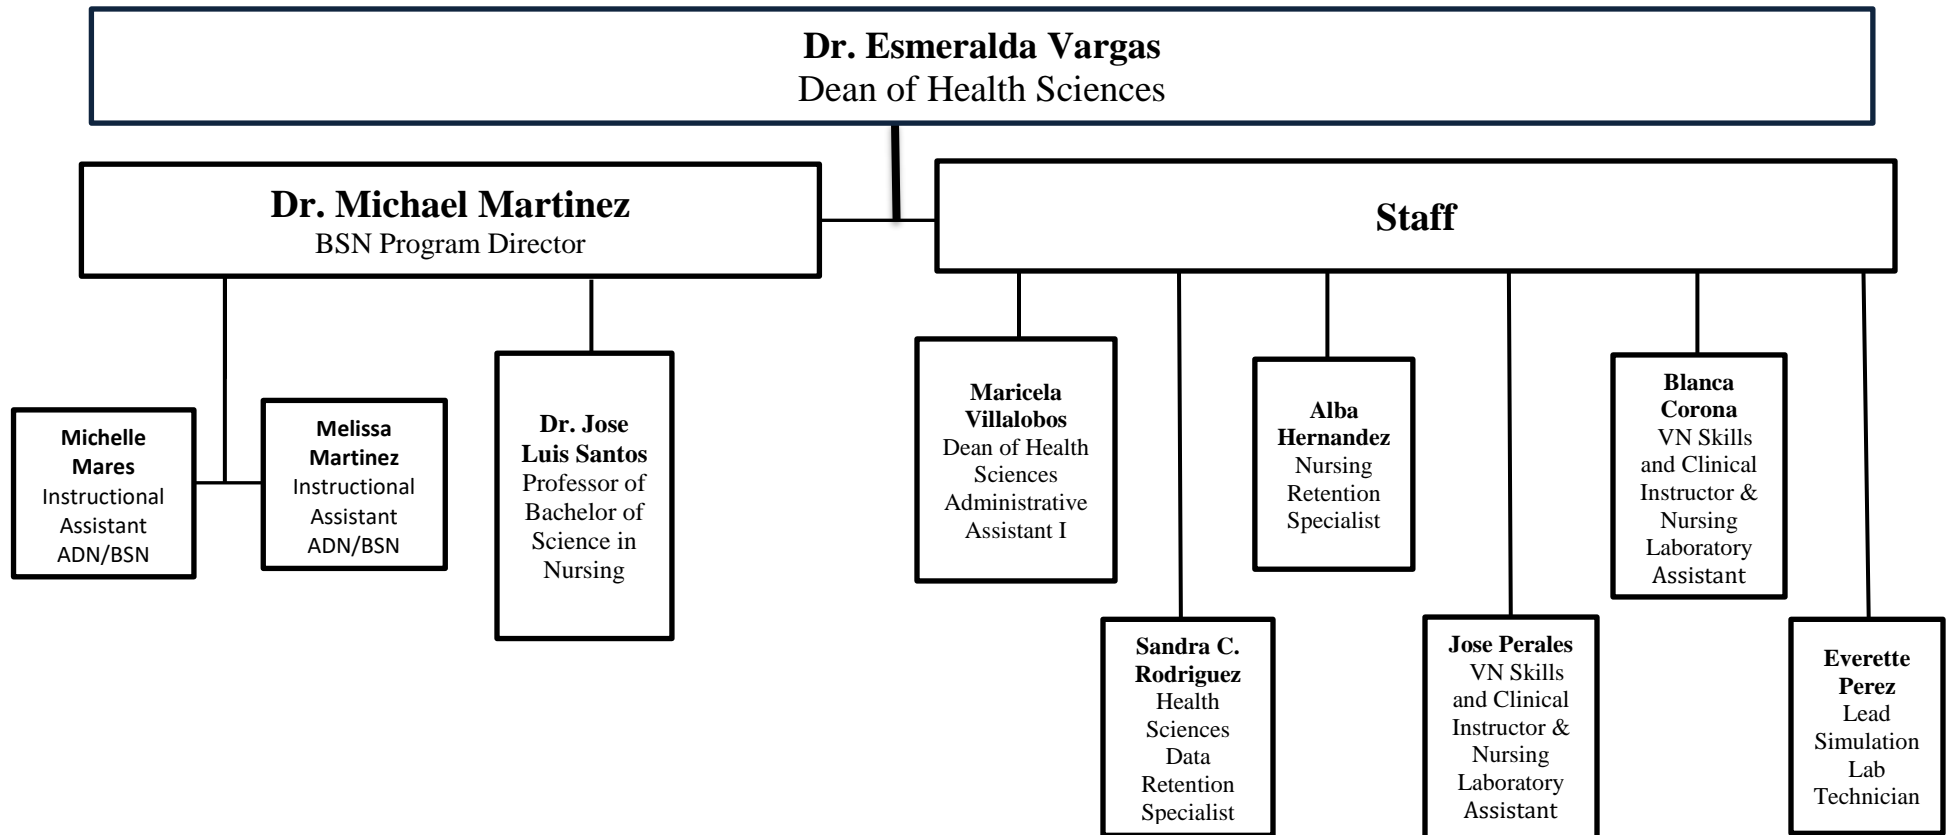 Dr. Esmeralda Vargas
Dean of Health Sciences
Dr. Michael Martinez
BSN Program Director
Staff
Michelle
Mares
Instructional
Assistant
ADN/BSN
Melissa
Martinez
Instructional
Assistant
ADN/BSN
Dr. Jose
Luis Santos
Professor of
Bachelor of
Science in
Nursing
Maricela
Villalobos
Dean of Health
Sciences
Administrative
Assistant I
Sandra C.
Rodriguez
Health
Sciences
Data
Retention
Specialist
Alba
Hernandez
Nursing
Retention
Specialist
Jose Perales
VN Skills
and Clinical
Instructor &
Nursing
Laboratory
Assistant
Blanca
Corona
VN Skills
and Clinical
Instructor &
Nursing
Laboratory
Assistant
Everette
Perez
Lead
Simulation
Lab
Technician